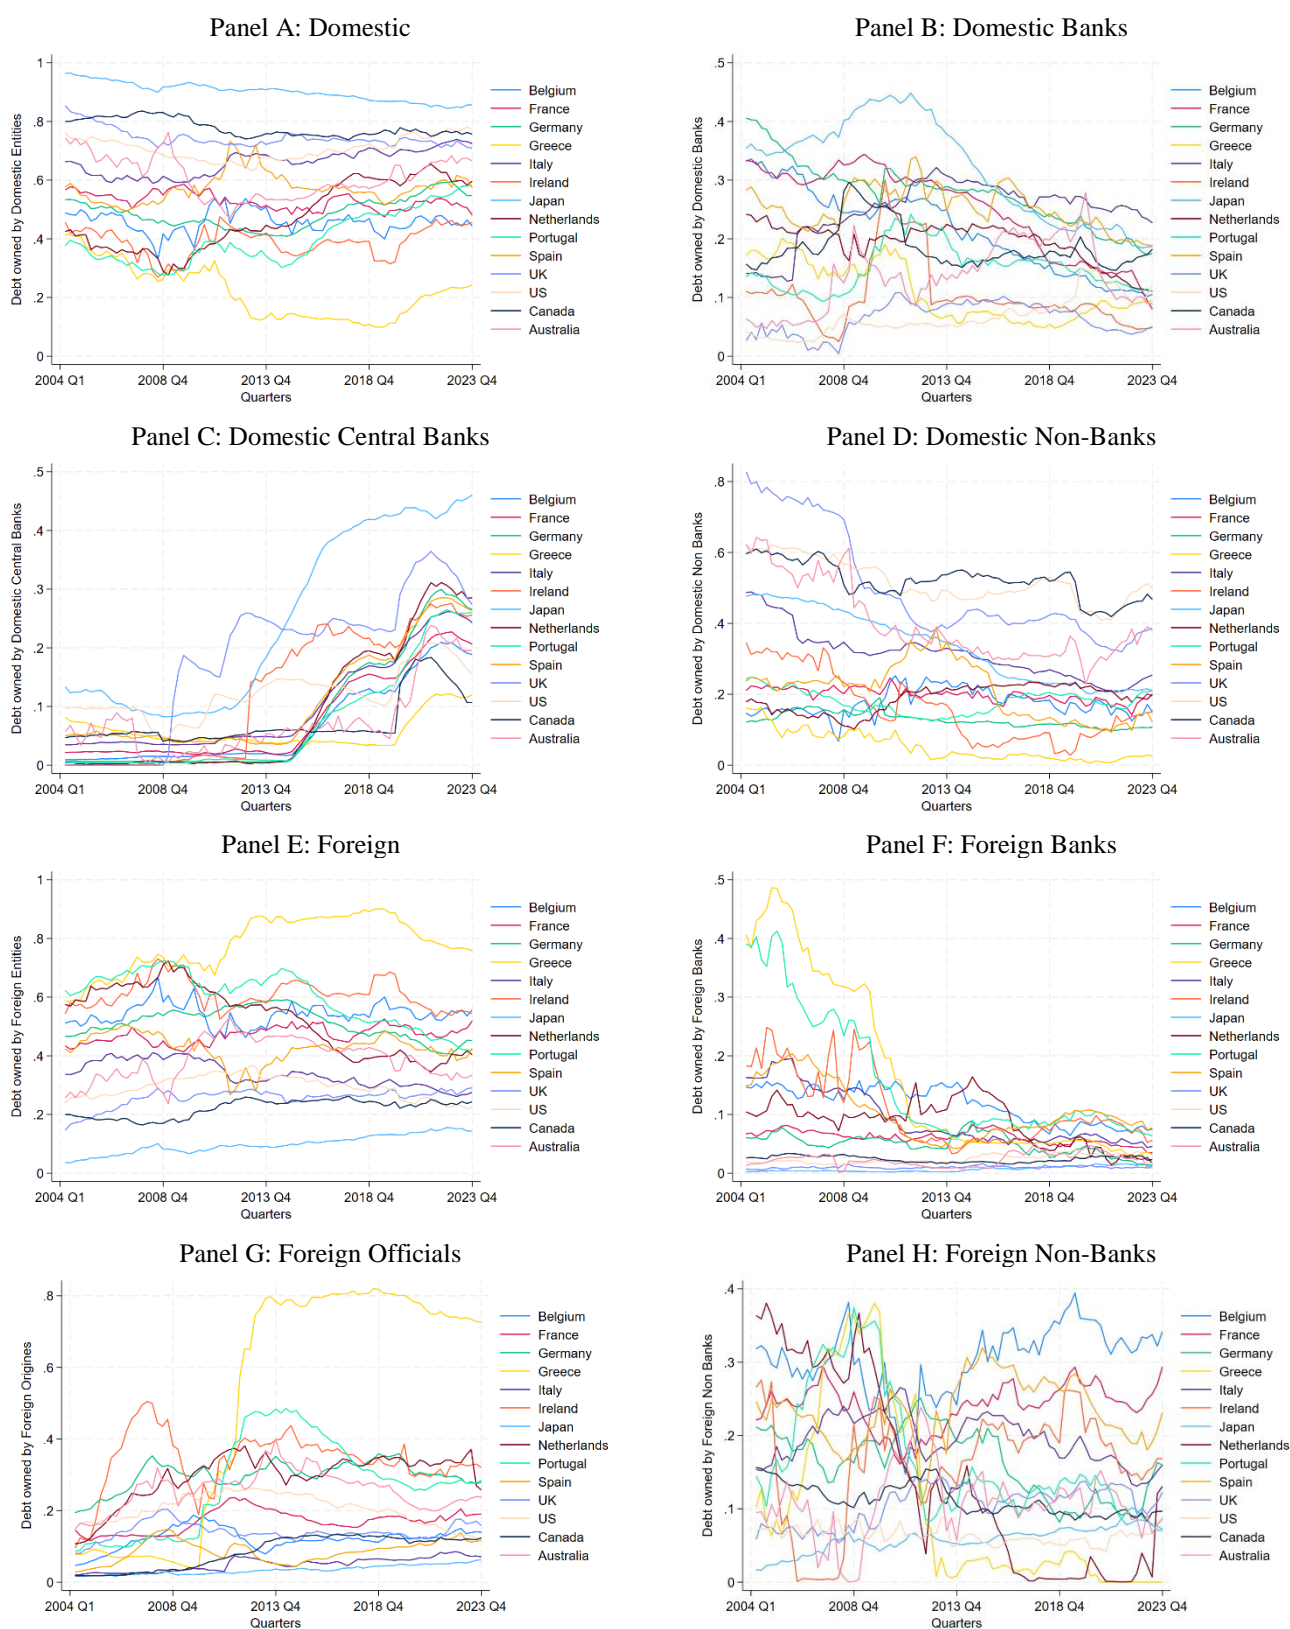 Panel A: Domestic
Debt owned by Domestic Entities
1
.8
.6
.4
.2
0
2004 Q1 2008 Q4 2013 Q4 2018 Q4 2023 Q4
Quarters
Belgium
France
Germany
Greece
Italy
Ireland
Japan
Netherlands
Portugal
Spain
UK
US
Canada
Australia
Panel B: Domestic Banks
Debt owned by Domestic Banks
.5
.4
.3
.2
.1
0
2004 Q1 2008 Q4 2013 Q4 2018 Q4 2023 Q4
Quarters
Belgium
France
Germany
Greece
Italy
Ireland
Japan
Netherlands
Portugal
Spain
UK
US
Canada
Australia
Panel C: Domestic Central Banks
Debt owned by Domestic Central Banks
.5
.4
.3
.2
.1
0
2004 Q1 2008 Q4 2013 Q4 2018 Q4 2023 Q4
Quarters
Belgium
France
Germany
Greece
Italy
Ireland
Japan
Netherlands
Portugal
Spain
UK
US
Canada
Australia
Panel D: Domestic Non-Banks
Debt owned by Domestic Non Banks
.8
.6
.4
.2
0
2004 Q1 2008 Q4 2013 Q4 2018 Q4 2023 Q4
Quarters
Belgium
France
Germany
Greece
Italy
Ireland
Japan
Netherlands
Portugal
Spain
UK
US
Canada
Australia
Panel E: Foreign
Debt owned by Foreign Entities
1
.8
.6
.4
.2
0
2004 Q1 2008 Q4 2013 Q4 2018 Q4 2023 Q4
Quarters
Belgium
France
Germany
Greece
Italy
Ireland
Japan
Netherlands
Portugal
Spain
UK
US
Canada
Australia
Panel F: Foreign Banks
Debt owned by Foreign Banks
.5
.4
.3
.2
.1
0
2004 Q1 2008 Q4 2013 Q4 2018 Q4 2023 Q4
Quarters
Belgium
France
Germany
Greece
Italy
Ireland
Japan
Netherlands
Portugal
Spain
UK
US
Canada
Australia
Panel G: Foreign Officials
Debt owned by Foreign Origines
.8
.6
.4
.2
0
2004 Q1 2008 Q4 2013 Q4 2018 Q4 2023 Q4
Quarters
Belgium
France
Germany
Greece
Italy
Ireland
Japan
Netherlands
Portugal
Spain
UK
US
Canada
Australia
Panel H: Foreign Non-Banks
Debt owned by Foreign Non Banks
.4
.3
.2
.1
0
2004 Q1 2008 Q4 2013 Q4 2018 Q4 2023 Q4
Quarters
Belgium
France
Germany
Greece
Italy
Ireland
Japan
Netherlands
Portugal
Spain
UK
US
Canada
Australia